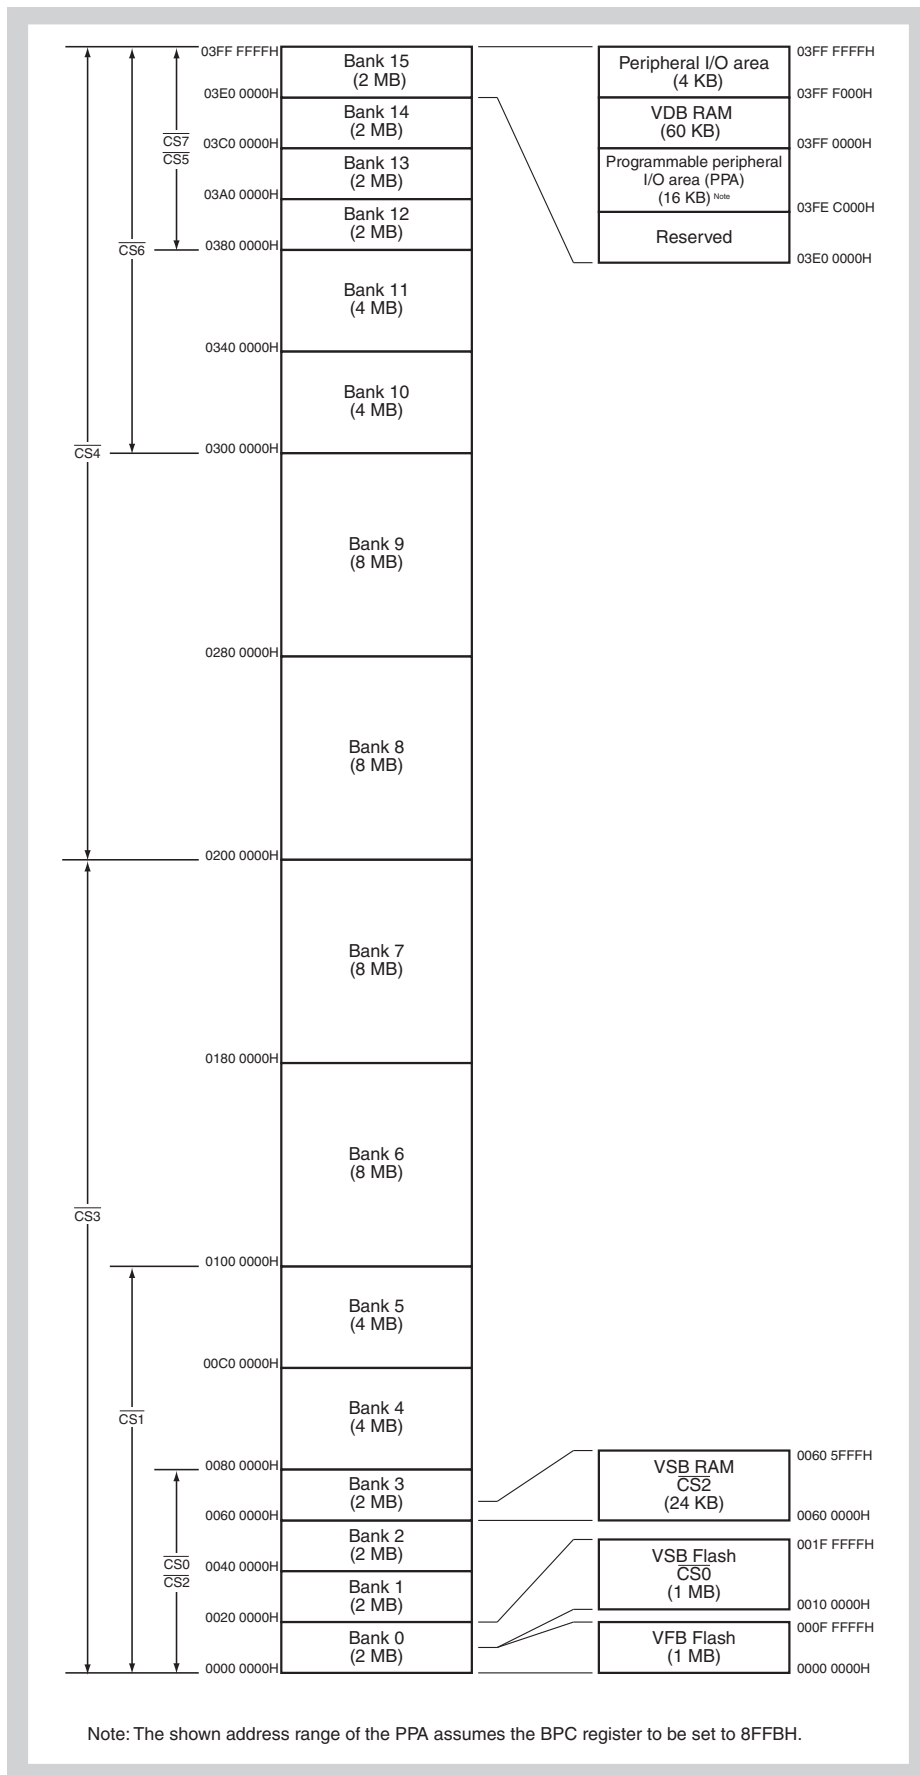 03FF FFFFH
Bank 15
(2 MB)
03E0 0000H
Bank 14
(2 MB)
03C0 0000H
Bank 13
(2 MB)
03A0 0000H
Bank 12
(2 MB)
0380 0000H
Bank 11
(4 MB)
0340 0000H
Bank 10
(4 MB)
0300 0000H
Bank 9
(8 MB)
0280 0000H
Bank 8
(8 MB)
0200 0000H
Bank 7
(8 MB)
0180 0000H
Bank 6
(8 MB)
0100 0000H
Bank 5
(4 MB)
00C0 0000H
Bank 4
(4 MB)
0080 0000H
Bank 3
(2 MB)
0060 0000H
Bank 2
(2 MB)
0040 0000H
Bank 1
(2 MB)
0020 0000H
Bank 0
(2 MB)
0000 0000H
CS7
CS5
CS6
CS4
CS3
CS1
CS0
CS2
03FF FFFFH
Peripheral I/O area
(4 KB)
03FF F000H
VDB RAM
(60 KB)
03FF 0000H
Programmable peripheral
I/O area (PPA)
(16 KB) Note
03FE C000H
Reserved
03E0 0000H
0060 5FFFH
VSB RAM
CS2
(24 KB)
0060 0000H
001F FFFFH
VSB Flash
CS0
(1 MB)
0010 0000H
000F FFFFH
VFB Flash
(1 MB)
0000 0000H
Note: The shown address range of the PPA assumes the BPC register to be set to 8FFBH.